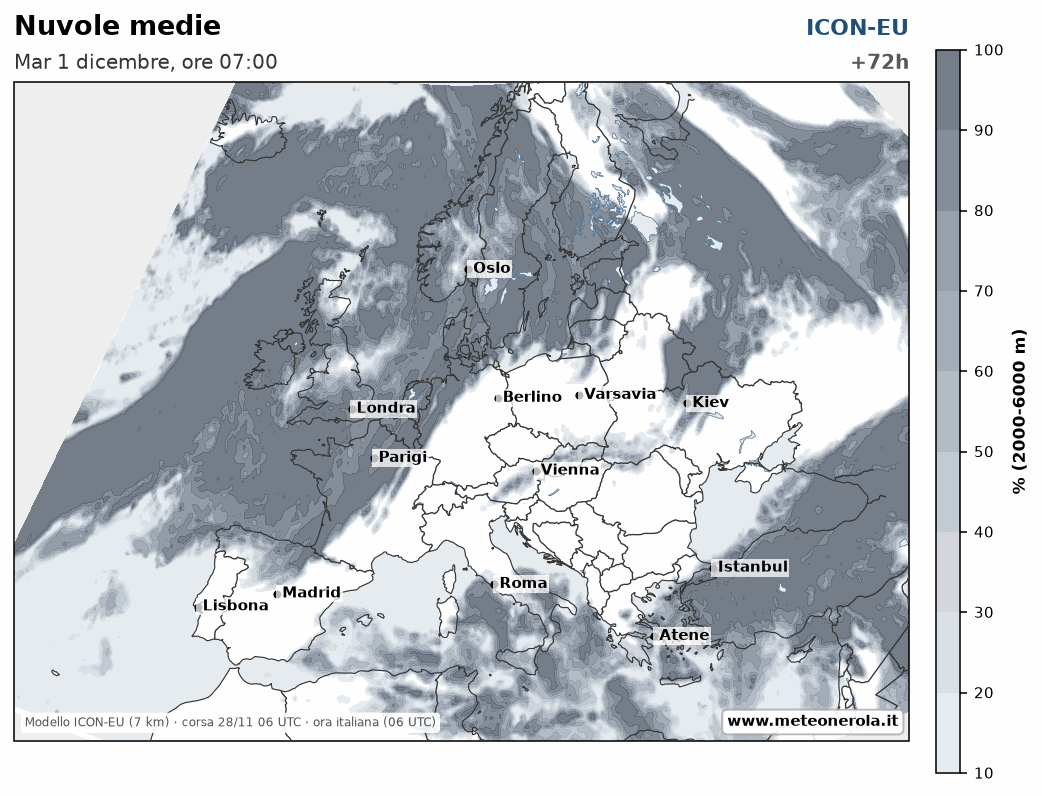 Nuvole medie
ICON-EU
Mar 1 dicembre, ore 07:00
+72h
100
90
80
70
60
50
40
30
20
10
% (2000-6000 m)
Oslo
Berlino
Varsavia
Kiev
Londra
Parigi
Vienna
Istanbul
Roma
Madrid
Lisbona
Atene
Modello ICON-EU (7 km) · corsa 28/11 06 UTC · ora italiana (06 UTC)
www.meteonerola.it